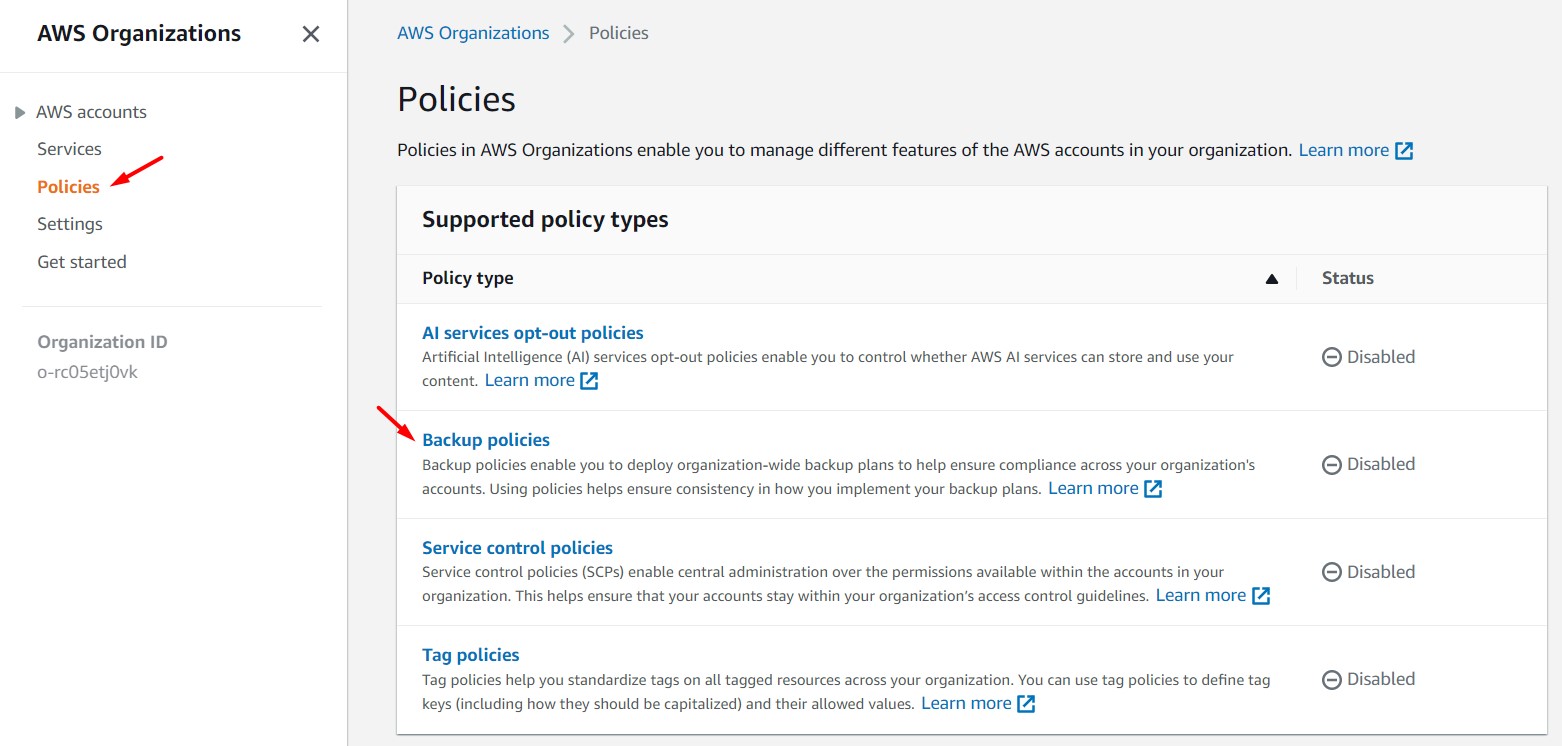 AWS Organizations
AWS accounts
Services
Policies
Settings
Get started
Organization ID
o-rc05etj0vk
AWS Organizations > Policies
Policies
Policies in AWS Organizations enable you to manage different features of the AWS accounts in your organization. Learn more
Supported policy types
Policy type Status
AI services opt-out policies
Artificial Intelligence (AI) services opt-out policies enable you to control whether AWS AI services can store and use your
content. Learn more
Disabled
Backup policies
Backup policies enable you to deploy organization-wide backup plans to help ensure compliance across your organization's
accounts. Using policies helps ensure consistency in how you implement your backup plans. Learn more
Disabled
Service control policies
Service control policies (SCPs) enable central administration over the permissions available within the accounts in your
organization. This helps ensure that your accounts stay within your organization's access control guidelines. Learn more
Disabled
Tag policies
Tag policies help you standardize tags on all tagged resources across your organization. You can use tag policies to define tag
keys (including how they should be capitalized) and their allowed values. Learn more
Disabled